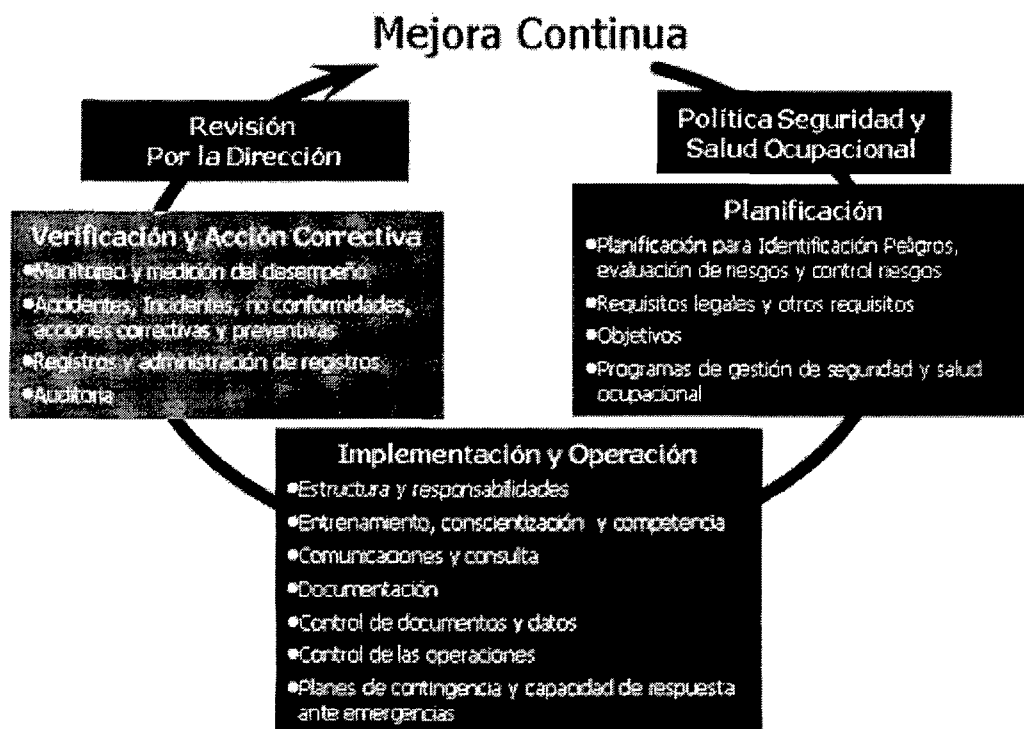 Mejora Continua
Revisión
Por la Dirección
Política Seguridad y
Salud Ocupacional
Planificación
•Planificación para Identificación Peligros,
evaluación de riesgos y control riesgos
•Requisitos legales y otros requisitos
•Objetivos
•Programas de gestión de seguridad y salud
ocupacional
Verificación y Acción Correctiva
•Monitoreo y medición del desempeño
•Accidentes, Incidentes, no conformidades,
acciones correctivas y preventivas
•Registros y administración de registros
•Auditoria
Implementación y Operación
•Estructura y responsabilidades
•Entrenamiento, conscientización y competencia
•Comunicaciones y consulta
•Documentación
•Control de documentos y datos
•Control de las operaciones
•Planes de contingencia y capacidad de respuesta
ante emergencias